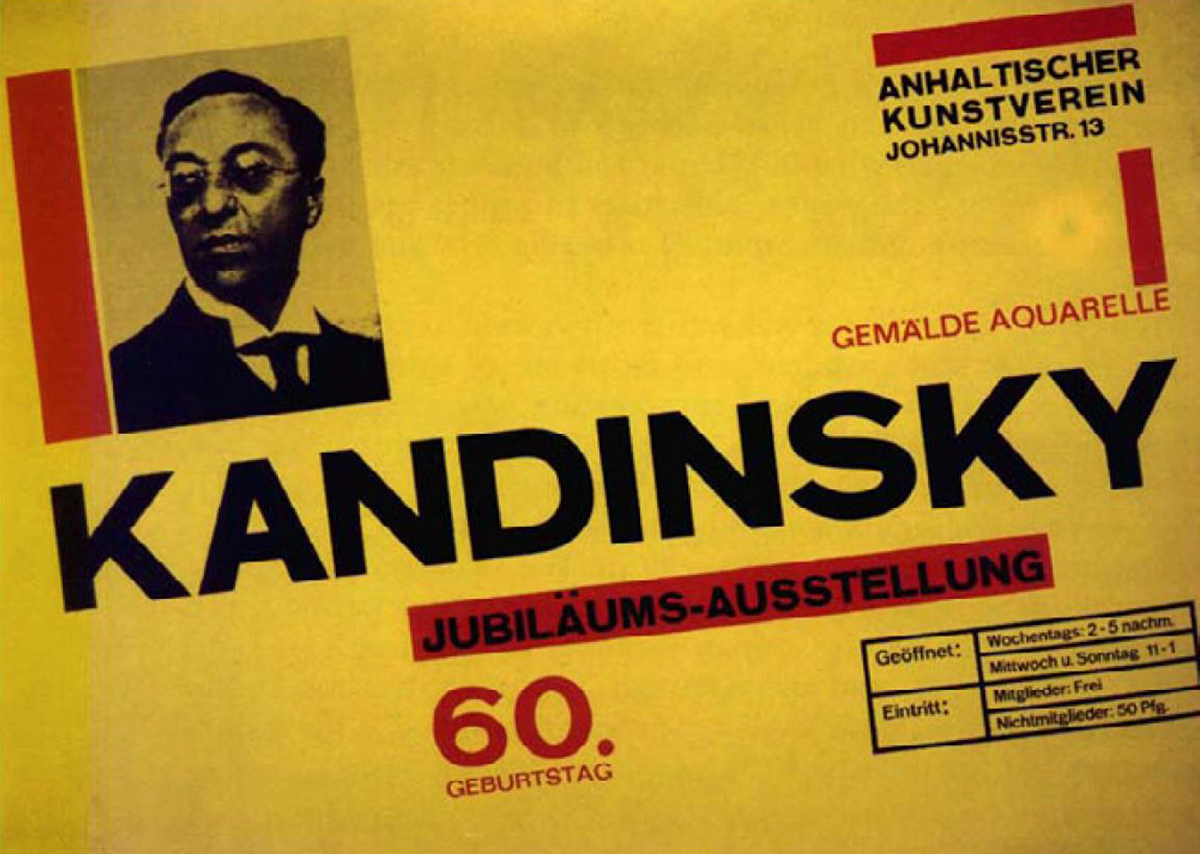 ANHALTISCHER
KUNSTVEREIN
JOHANNISSTR. 13
GEMÄLDE AQUARELLE
KANDINSKY
JUBILÄUMS-AUSSTELLUNG
60.
GEBURTSTAG
Geöffnet:
Wochentags: 2-5 nachm.
Mittwoch u. Sonntag 11-1
Eintritt:
Mitglieder: Frei
Nichtmitglieder: 50 Pfg.